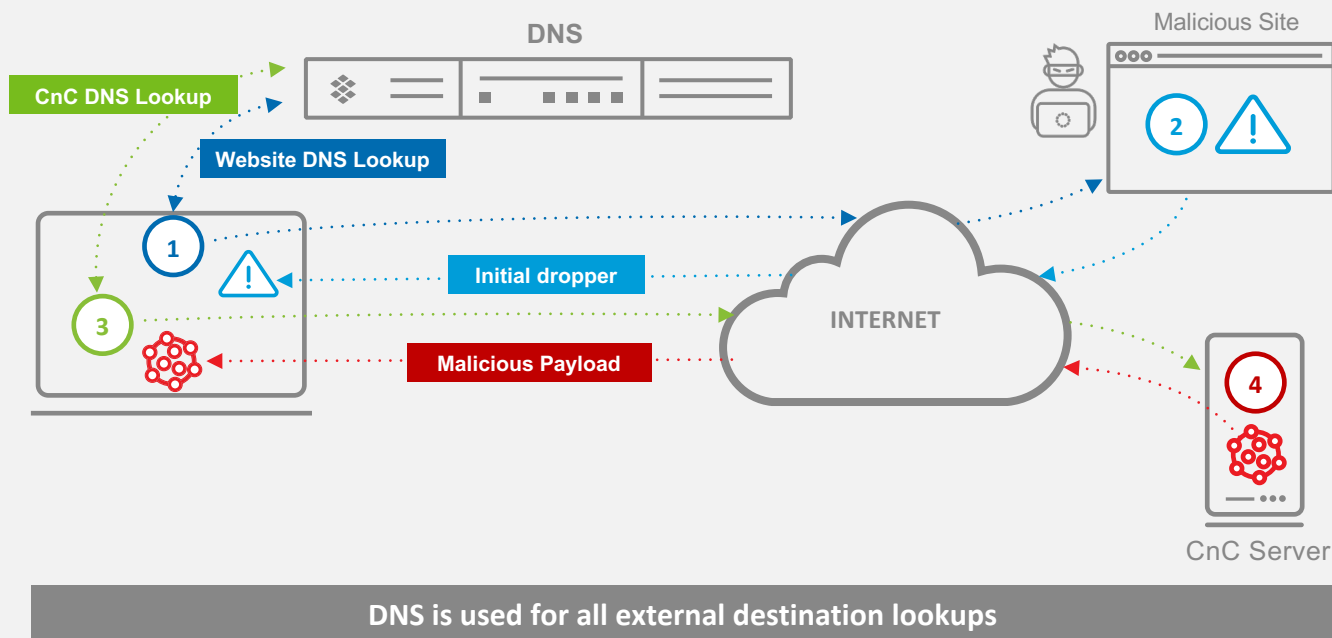 Malicious Site
DNS
CnC DNS Lookup
Website DNS Lookup
2
1
Initial dropper
3
INTERNET
Malicious Payload
4
CnC Server
DNS is used for all external destination lookups